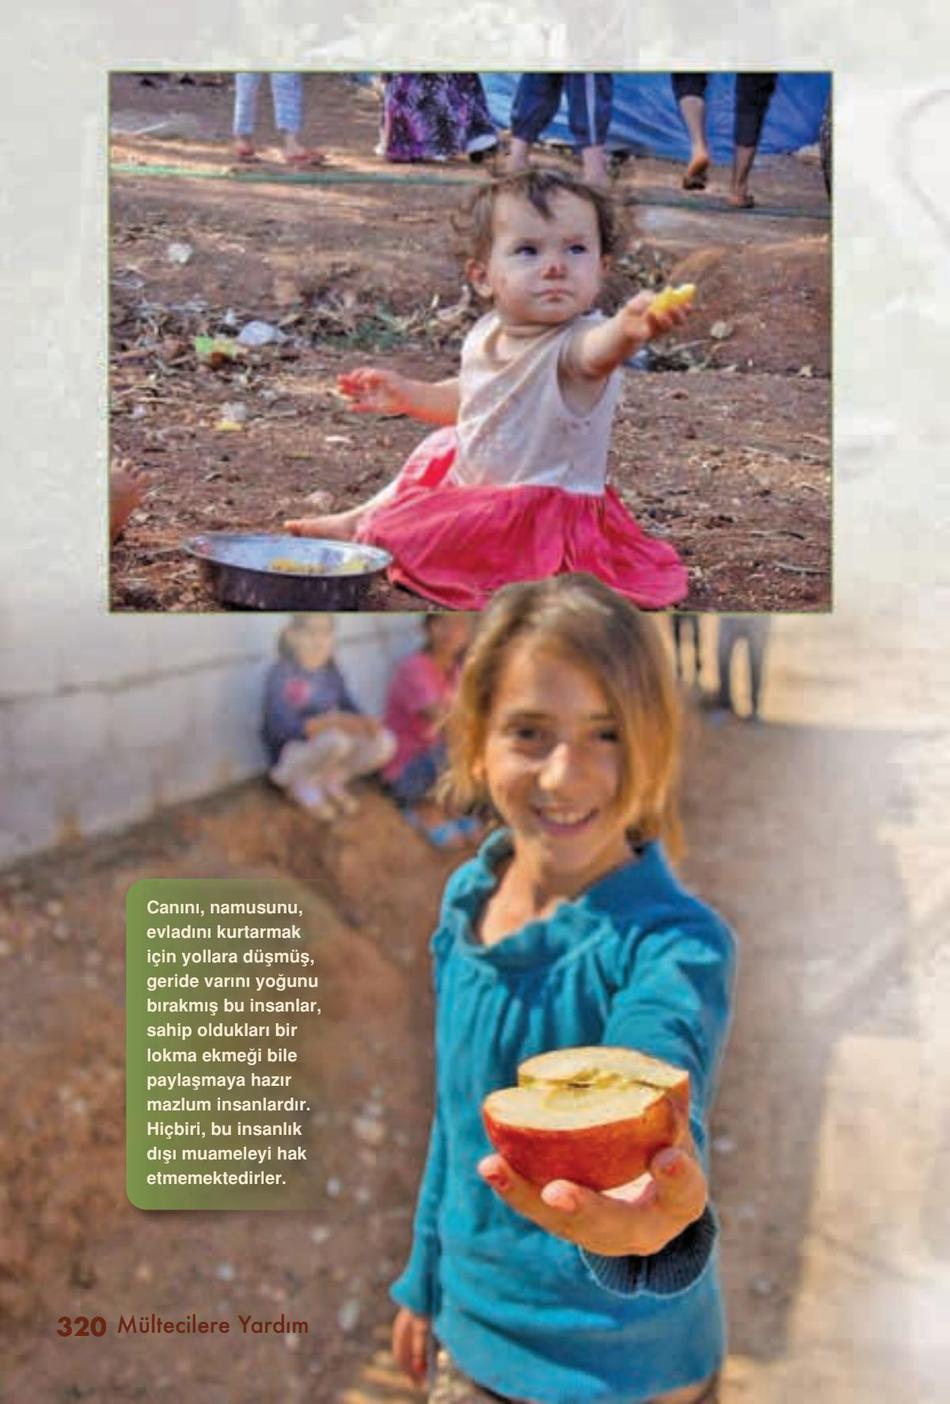 Canını, namusunu,
evladını kurtarmak
için yollara düşmüş,
geride varını yoğunu
bırakmış bu insanlar,
sahip oldukları bir
lokma ekmeği bile
paylaşmaya hazır
mazlum insanlardır.
Hiçbiri, bu insanlık
dışı muameleyi hak
etmemektedirler.
320 Mültecilere Yardım